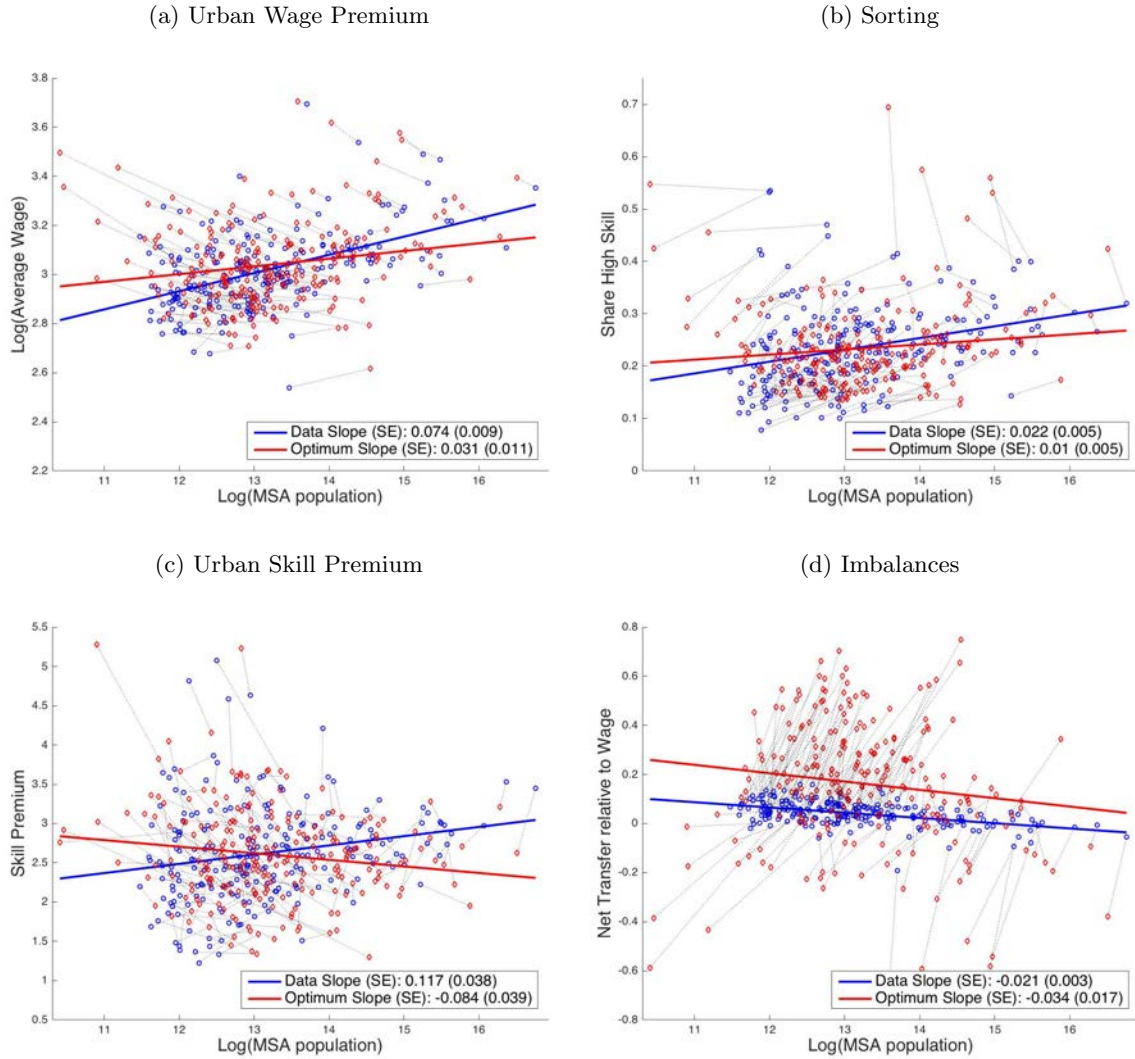 (a) Urban Wage Premium
3.8
3.6
3.4
3.2
3
2.8
2.6
2.4
2.2
Log(Average Wage)
Data Slope (SE): 0.074 (0.009)
Optimum Slope (SE): 0.031 (0.011)
11 12 13 14 15 16
Log(MSA population)
(b) Sorting
0.7
0.6
0.5
0.4
0.3
0.2
0.1
0
Share High Skill
Data Slope (SE): 0.022 (0.005)
Optimum Slope (SE): 0.01 (0.005)
11 12 13 14 15 16
Log(MSA population)
(c) Urban Skill Premium
5.5
5
4.5
4
3.5
3
2.5
2
1.5
1
0.5
Skill Premium
Data Slope (SE): 0.117 (0.038)
Optimum Slope (SE): -0.084 (0.039)
11 12 13 14 15 16
Log(MSA population)
(d) Imbalances
0.8
0.6
0.4
0.2
0
-0.2
-0.4
-0.6
-0.8
Net Transfer relative to Wage
Data Slope (SE): -0.021 (0.003)
Optimum Slope (SE): -0.034 (0.017)
11 12 13 14 15 16
Log(MSA population)